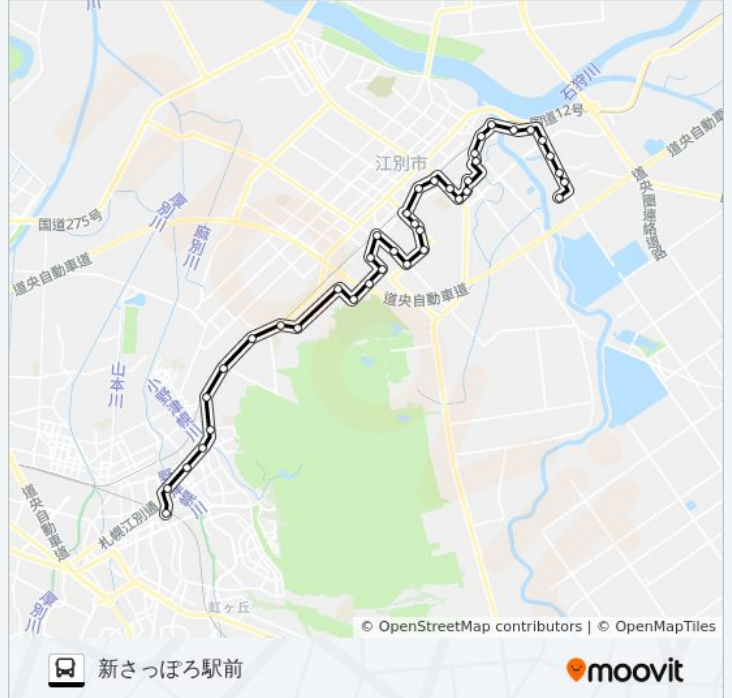 石狩川
国道12号
道央自動車
江別市
厚別川
麻別川
国道275号
道央圏連絡道路
道央自動車道
道央自動車道
山本川
小野津幌川
札幌江別通
道央自動車道
厚別川
虹ヶ丘
© OpenStreetMap contributors | © OpenMapTiles
新さっぽろ駅前
moovit